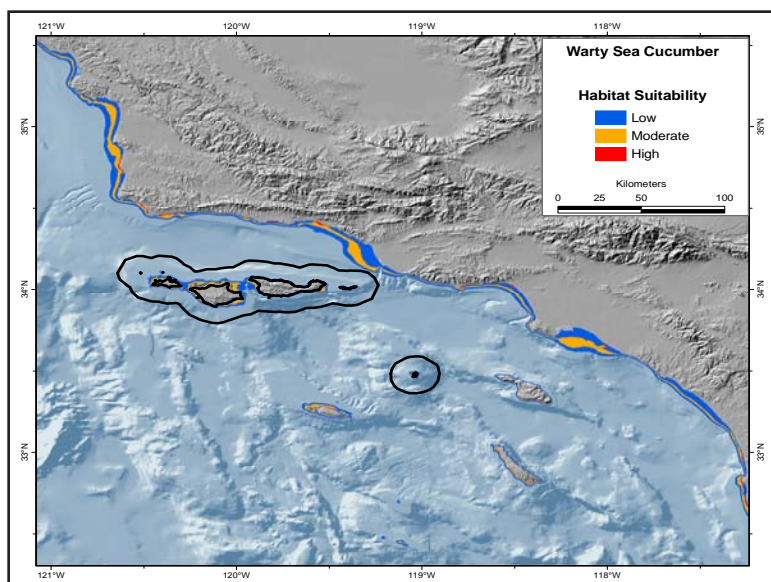 121°W 120°W 119°W 118°W
Warty Sea Cucumber
Habitat Suitability
Low
Moderate
High
Kilometers
0 25 50 100
35°N 35°N
34°N 34°N
33°N 33°N
121°W 120°W 119°W 118°W